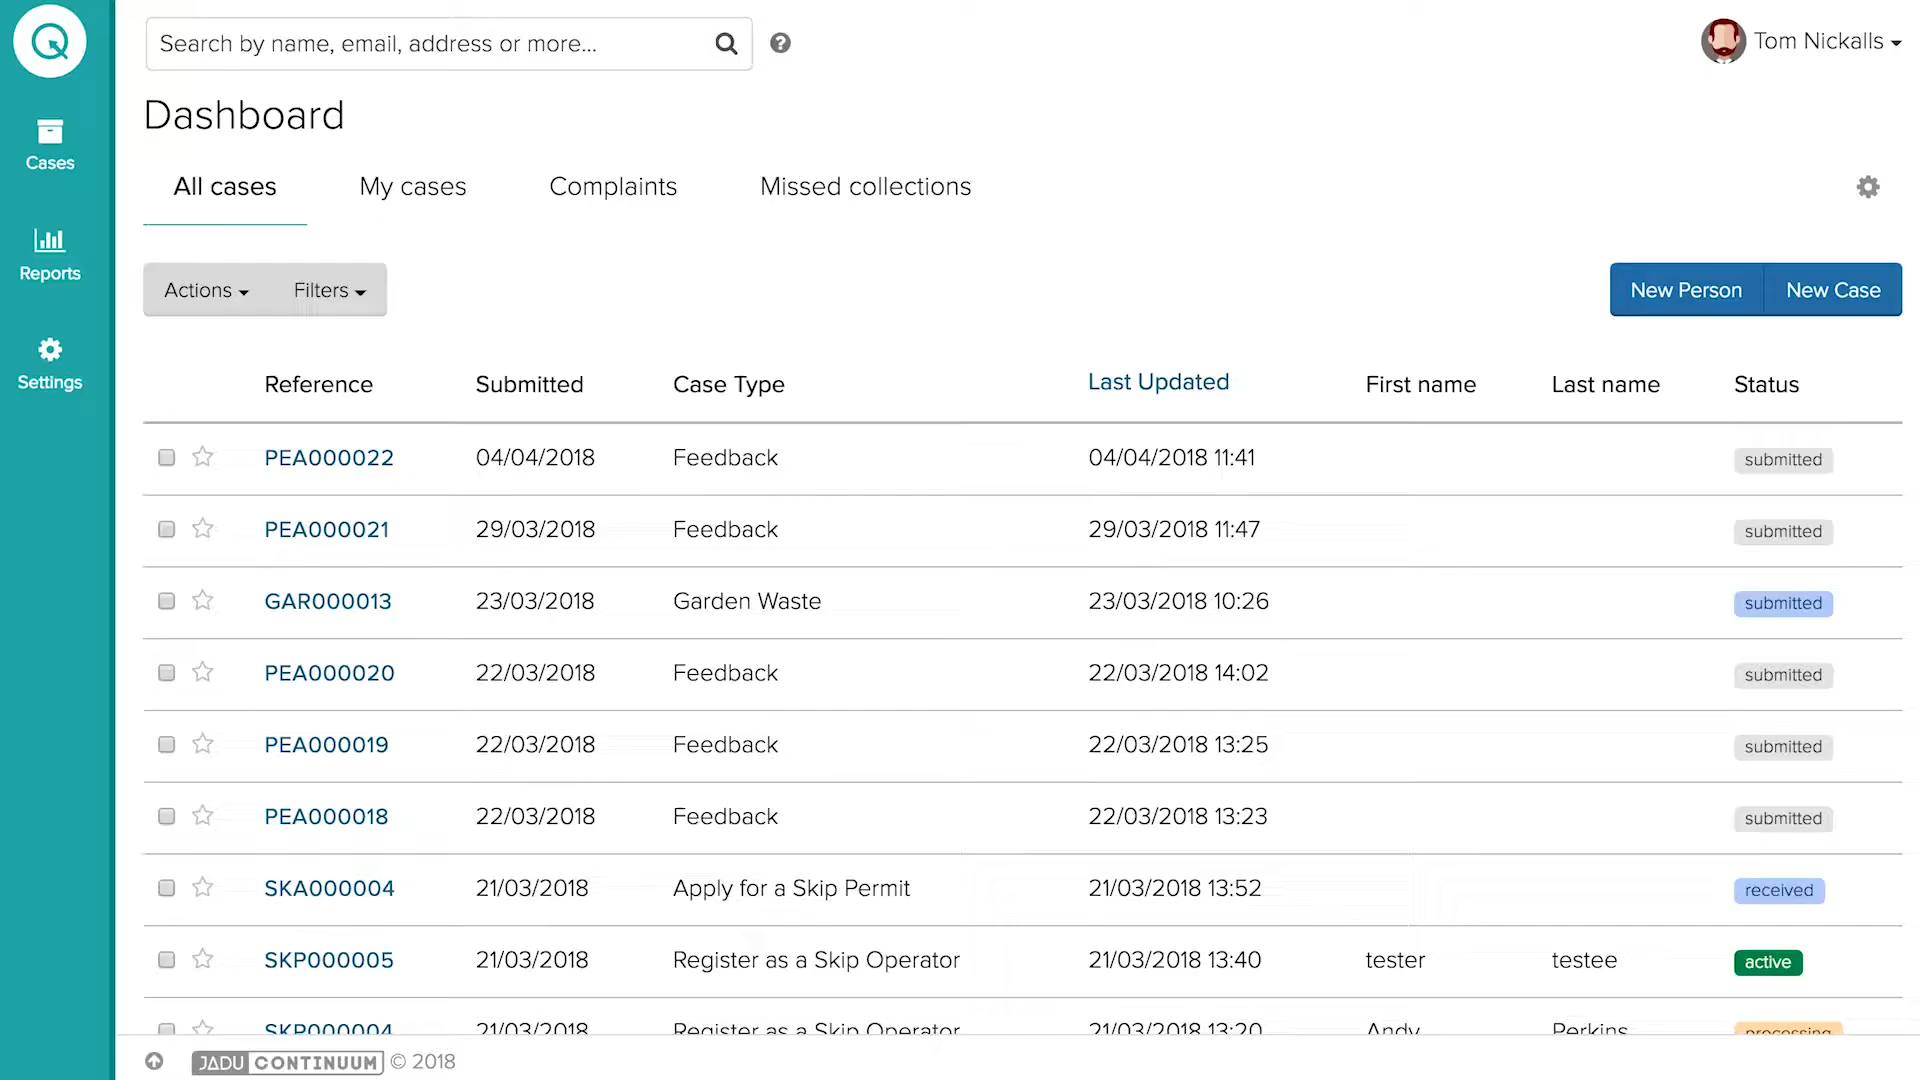 Search by name, email, address or more...
Tom Nickalls
Dashboard
Cases
All cases My cases Complaints Missed collections
Reports
Actions Filters New Person New Case
Settings
Reference Submitted Case Type Last Updated First name Last name Status
PEA000022 04/04/2018 Feedback 04/04/2018 11:41 submitted
PEA000021 29/03/2018 Feedback 29/03/2018 11:47 submitted
GAR000013 23/03/2018 Garden Waste 23/03/2018 10:26 submitted
PEA000020 22/03/2018 Feedback 22/03/2018 14:02 submitted
PEA000019 22/03/2018 Feedback 22/03/2018 13:25 submitted
PEA000018 22/03/2018 Feedback 22/03/2018 13:23 submitted
SKA000004 21/03/2018 Apply for a Skip Permit 21/03/2018 13:52 received
SKP000005 21/03/2018 Register as a Skip Operator 21/03/2018 13:40 tester testee active
SKP000004 21/03/2018 Register as a Skip Operator 21/03/2018 13:20 Andy Perkins processing
JADU CONTINUUM © 2018